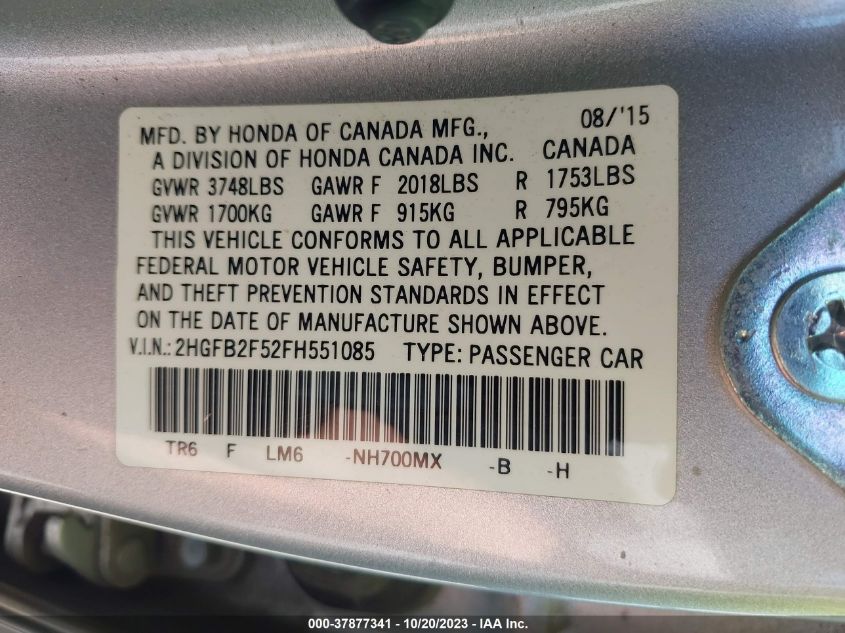 08/'15
MFD. BY HONDA OF CANADA MFG.,
A DIVISION OF HONDA CANADA INC. CANADA
GVWR 3748LBS GAWR F 2018LBS R 1753LBS
GVWR 1700KG GAWR F 915KG R 795KG
THIS VEHICLE CONFORMS TO ALL APPLICABLE
FEDERAL MOTOR VEHICLE SAFETY, BUMPER,
AND THEFT PREVENTION STANDARDS IN EFFECT
ON THE DATE OF MANUFACTURE SHOWN ABOVE.
V.I.N.: 2HGFB2F52FH551085 TYPE: PASSENGER CAR
TR6 F LM6 -NH700MX -B -H
000-37877341 - 10/20/2023 - IAA Inc.